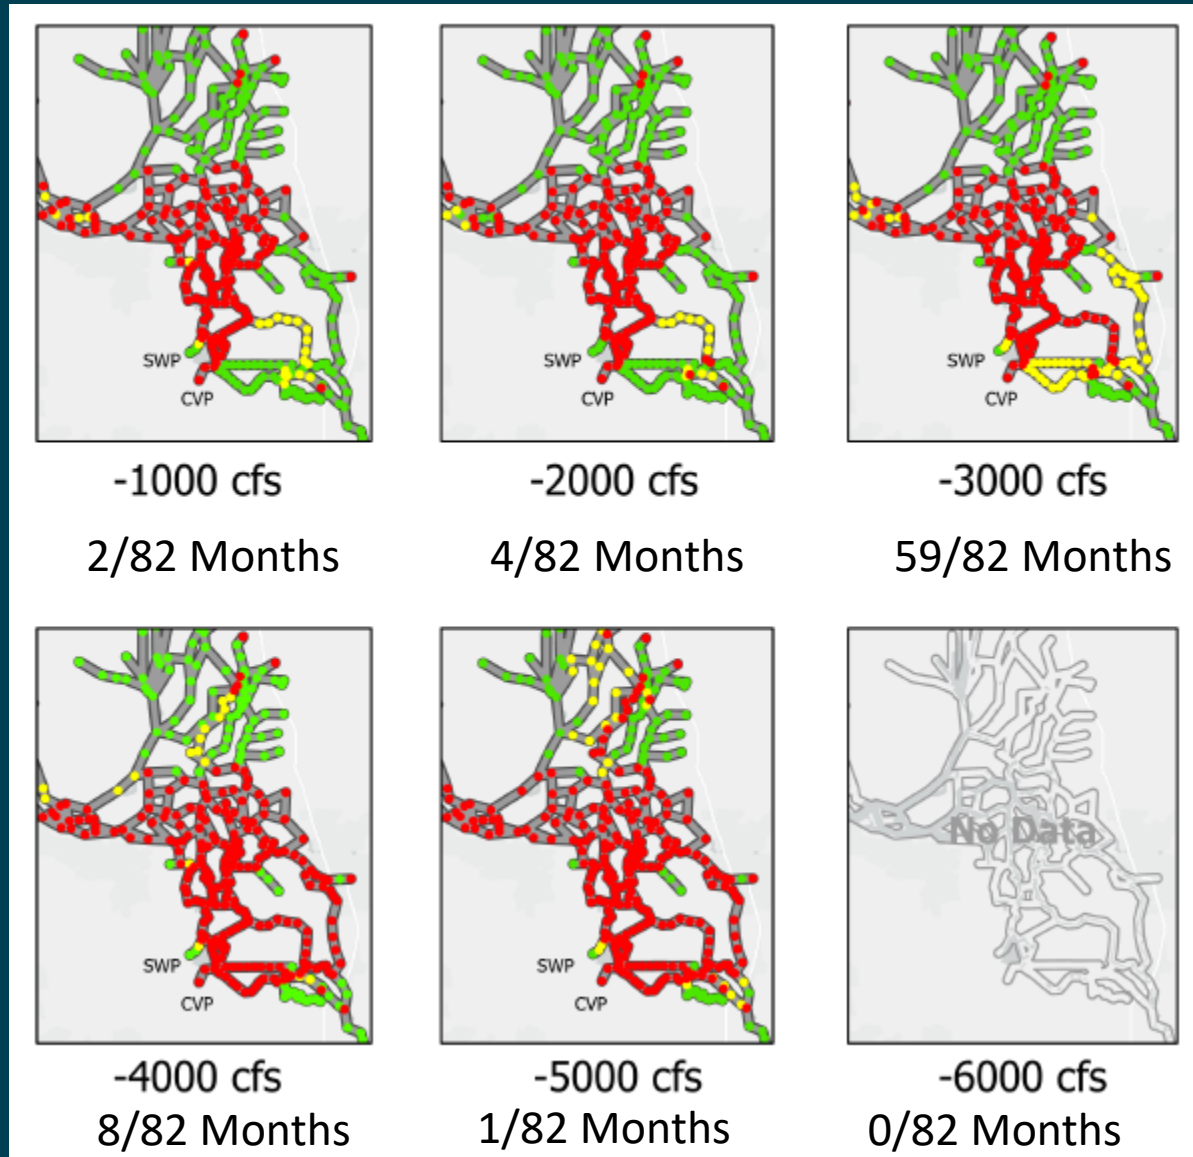 SWP
CVP
SWP
CVP
SWP
CVP
-1000 cfs
-2000 cfs
-3000 cfs
2/82 Months
4/82 Months
59/82 Months
SWP
CVP
SWP
CVP
No Data
-4000 cfs
-5000 cfs
-6000 cfs
8/82 Months
1/82 Months
0/82 Months